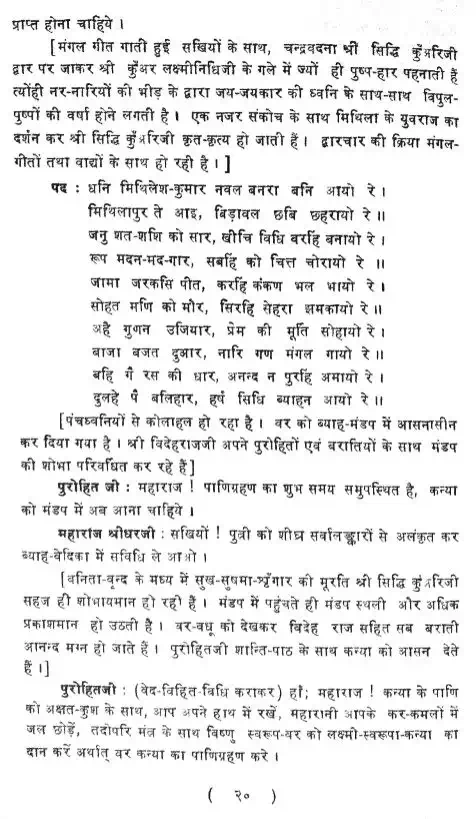 प्राप्त होना चाहिये ।
[मंगल गीत गाती हुई सखियों के साथ, चन्द्रवदना श्री सिद्धि कुँअरिजी
द्वार पर जाकर श्री कुँअर लक्ष्मीनिधिजी के गले में ज्यों ही पुष्प-हार पहनाती हैं
त्योंही नर-नारियों की भीड़ के द्वारा जय-जयकार की ध्वनि के साथ-साथ विपुल-
पुष्पों की वर्षा होने लगती है । एक नजर संकोच के साथ मिथिला के युवराज का
दर्शन कर श्री सिद्धि कुँअरिजी कृत-कृत्य हो जाती हैं । द्वारचार की क्रिया मंगल-
गीतों तथा वाद्यों के साथ हो रही है । ]
पद : धनि मिथिलेश-कुमार नवल बनरा बनि आयो रे ।
मिथिलापुर ते आइ, बिड़ावल छबि छहरायो रे ॥
जनु शत-शशि को सार, खींचि विधि वरहिं बनायो रे ।
रूप मदन-मद-गार, सबहिं को चित्त चोरायो रे ॥
जामा जरकसि पीत, करहिं कंकण भल भायो रे ।
सोहत मणि को मौर, सिरहिं सेहरा झमकायो रे ॥
अहै गुणन उजियार, प्रेम की मूर्ति सोहायो रे ।
बाजा बजत दुआर, नारि गण मंगल गायो रे ॥
बहि गै रस की धार, अनन्द न पुरहिं अमायो रे ।
दुलहे पै बलिहार, हर्ष सिधि ब्याहन आयो रे ॥
[पंचध्वनियों से कोलाहल हो रहा है । वर को ब्याह-मंडप में आसनासीन
कर दिया गया है । श्री विदेहराजजी अपने पुरोहितों एवं बरातियों के साथ मंडप
की शोभा परिवर्धित कर रहे हैं]
पुरोहित जी : महाराज ! पाणिग्रहण का शुभ समय समुपस्थित है, कन्या
को मंडप में अब आना चाहिये ।
महाराज श्रीधरजी : सखियों ! पुत्री को शीघ्र सर्वालङ्कारों से अलंकृत कर
ब्याह-वेदिका में सविधि ले आओ ।
[बनिता-वृन्द के मध्य में सुख-सुषमा-श्रृँगार की मूरति श्री सिद्धि कुँअरिजी
सहज ही शोभायमान हो रही हैं । मंडप में पहुंचते ही मंडप स्थली और अधिक
प्रकाशमान हो उठती है । वर-वधू को देखकर विदेह राज सहित सब बराती
आनन्द मग्न हो जाते हैं । पुरोहितजी शान्ति-पाठ के साथ कन्या को आसन देते
हैं ।]
पुरोहितजी : (वेद-विहित-विधि कराकर) हाँ; महाराज ! कन्या के पाणि
को अक्षत-कुश के साथ, आप अपने हाथ में रखें, महारानी आपके कर-कमलों में
जल छोड़ें, तदोपरि मंत्र के साथ विष्णु स्वरूप-वर को लक्ष्मी-स्वरूपा-कन्या का
दान करें अर्थात् वर कन्या का पाणिग्रहण करे ।
( २० )